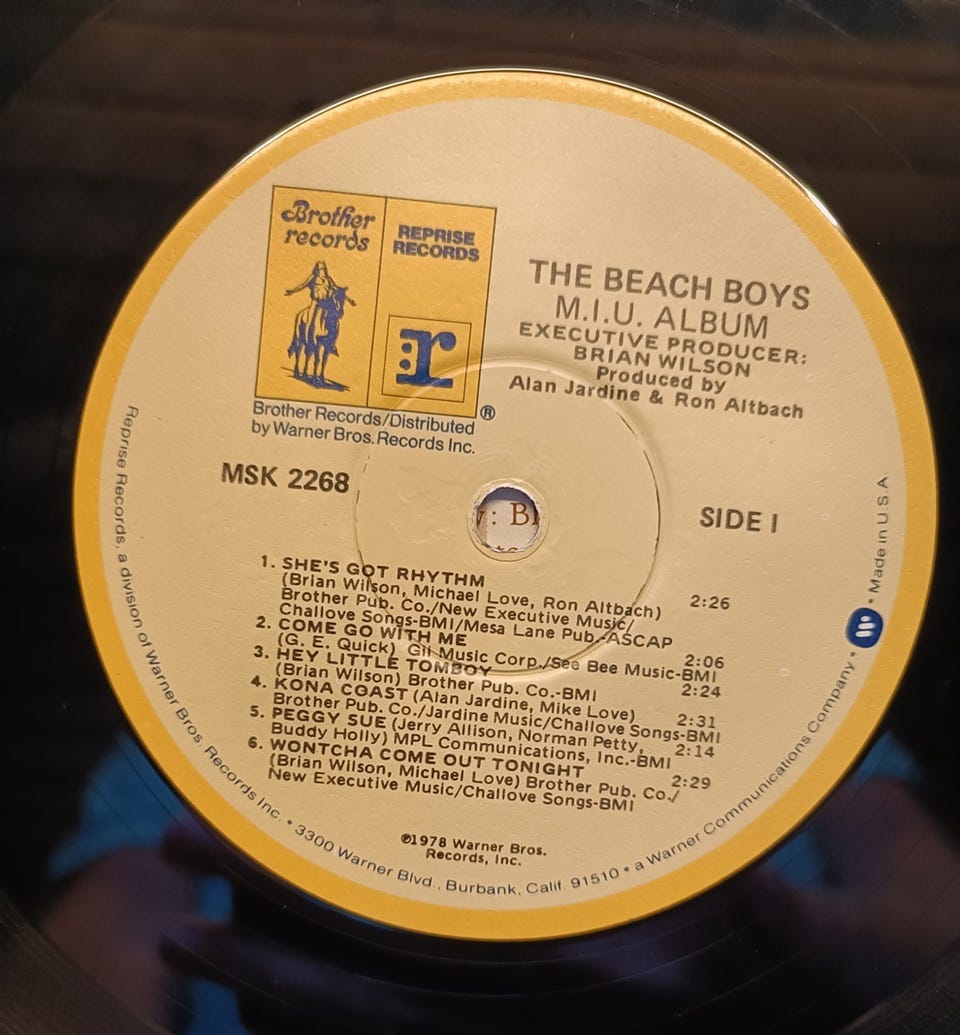 Brother
records
REPRISE
RECORDS
r
Brother Records/Distributed
by Warner Bros. Records Inc.
®
THE BEACH BOYS
M.I.U. ALBUM
EXECUTIVE PRODUCER:
BRIAN WILSON
Produced by
Alan Jardine & Ron Altbach
MSK 2268
SIDE I
: BI
1. SHE'S GOT RHYTHM
(Brian Wilson, Michael Love, Ron Altbach) 2:26
Brother Pub. Co./New Executive Music/
Challove Songs-BMI/Mesa Lane Pub.-ASCAP
2. COME GO WITH ME 2:06
(G. E. Quick) Gil Music Corp./See Bee Music-BMI
3. HEY LITTLE TOMBOY 2:24
(Brian Wilson) Brother Pub. Co.-BMI
4. KONA COAST (Alan Jardine, Mike Love) 2:31
Brother Pub. Co./Jardine Music/Challove Songs-BMI
5. PEGGY SUE (Jerry Allison, Norman Petty, 2:14
Buddy Holly) MPL Communications, Inc.-BMI
6. WONTCHA COME OUT TONIGHT 2:29
(Brian Wilson, Michael Love) Brother Pub. Co./
New Executive Music/Challove Songs-BMI
℗1978 Warner Bros.
Records, Inc.
Reprise Records, a division of Warner Bros. Records Inc. • 3300 Warner Blvd., Burbank, Calif. 91510 • a Warner Communications Company • W • Made in U.S.A.